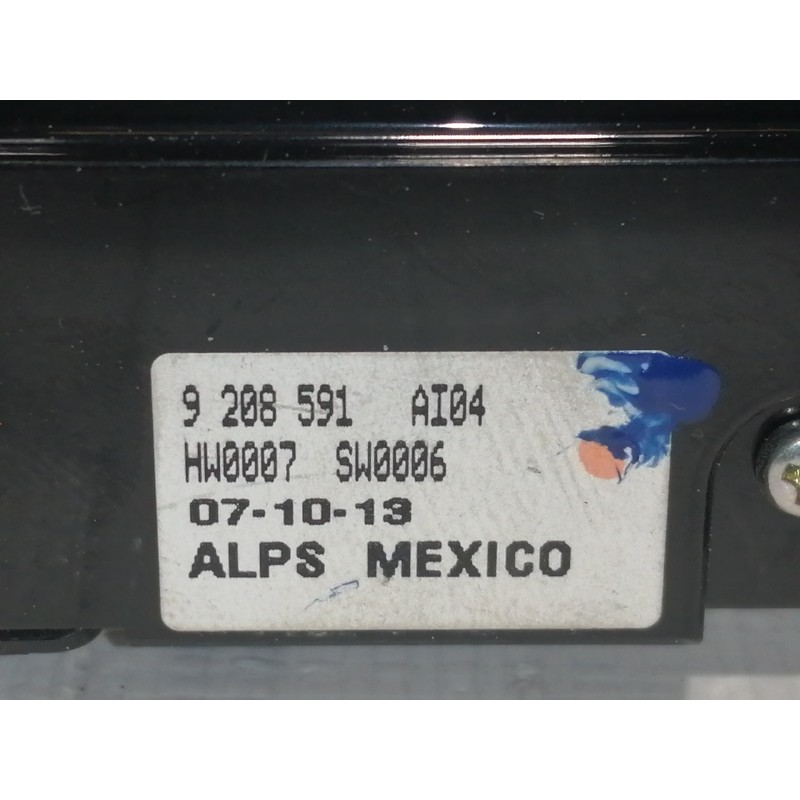 9 208 591 AI04
HW0007 SW0006
07-10-13
ALPS MEXICO